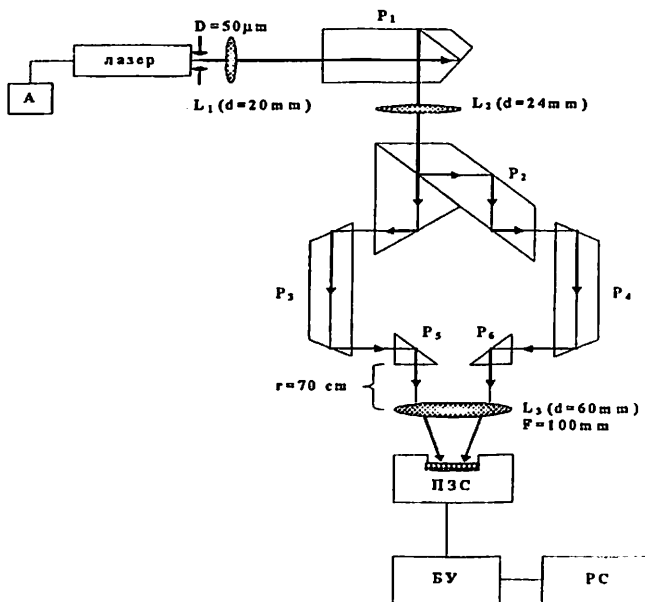 P₁
D=50μm
лазер
A
L₁(d=20mm)
L₂(d=24mm)
P₂
P₃
P₄
P₅
P₆
r=70 cm
L₃(d=60mm)
F=100mm
ПЗС
БУ
РС